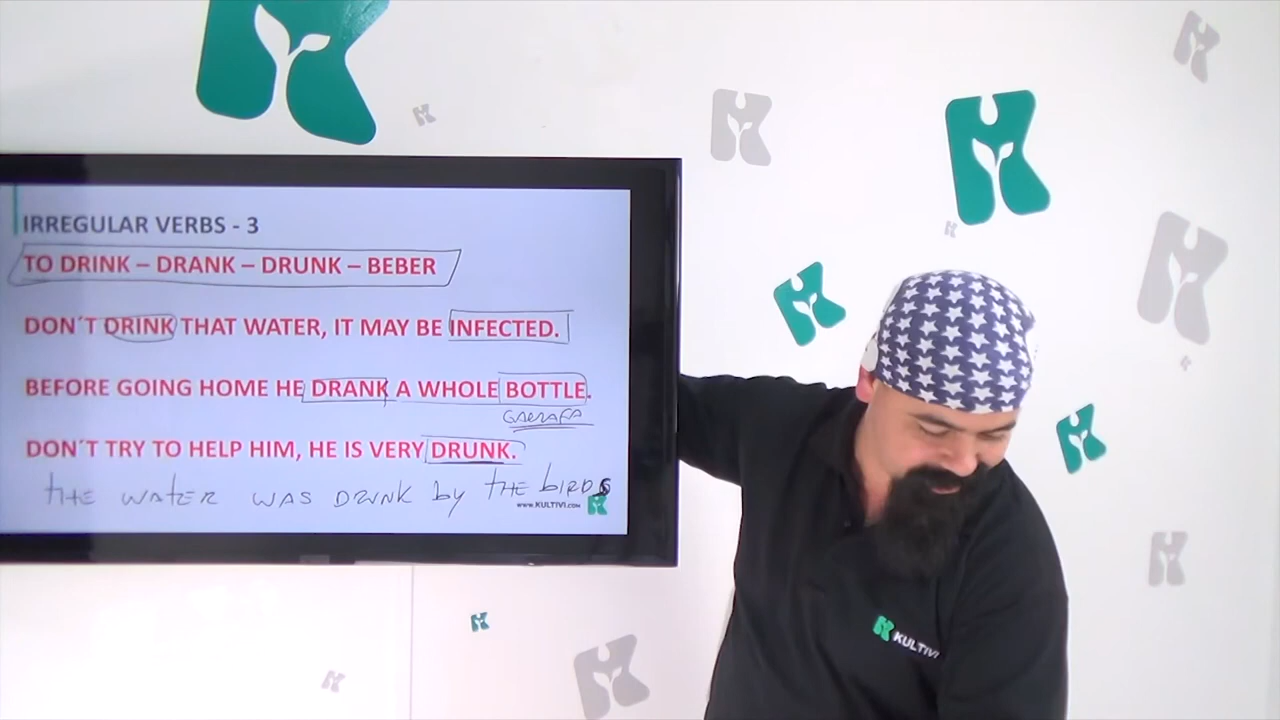 IRREGULAR VERBS - 3
TO DRINK – DRANK – DRUNK – BEBER
DON´T DRINK THAT WATER, IT MAY BE INFECTED.
BEFORE GOING HOME HE DRANK A WHOLE BOTTLE.
GARRAFA
DON´T TRY TO HELP HIM, HE IS VERY DRUNK.
THE WATER WAS DRUNK by THE bIRDS
www.KULTIVI.COM
KULTIVI